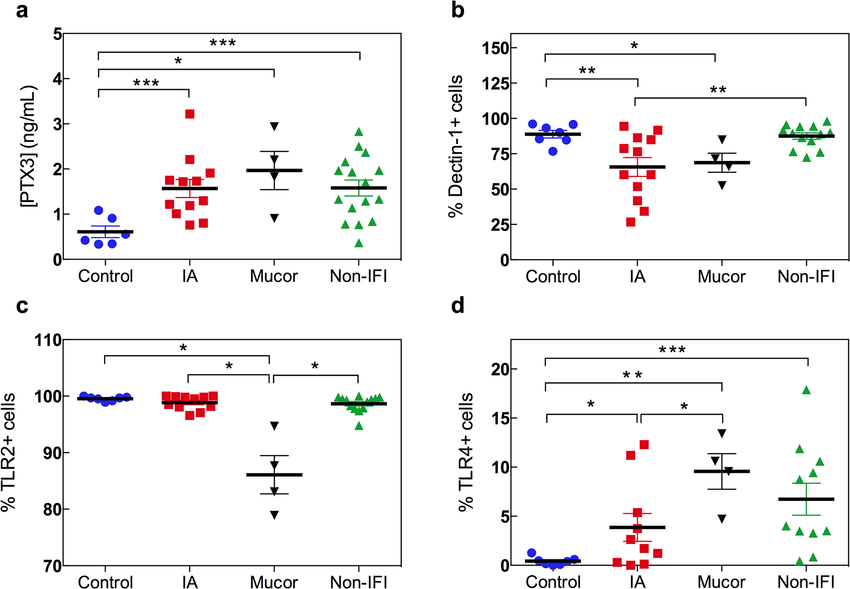 a
[PTX3] (ng/mL)
5
4
3
2
1
0
***
*
***
Control IA Mucor Non-IFI
b
% Dectin-1+ cells
150
125
100
75
50
25
0
*
**
**
Control IA Mucor Non-IFI
c
% TLR2+ cells
110
100
90
80
70
*
* *
Control IA Mucor Non-IFI
d
% TLR4+ cells
20
15
10
5
0
***
**
* *
Control IA Mucor Non-IFI